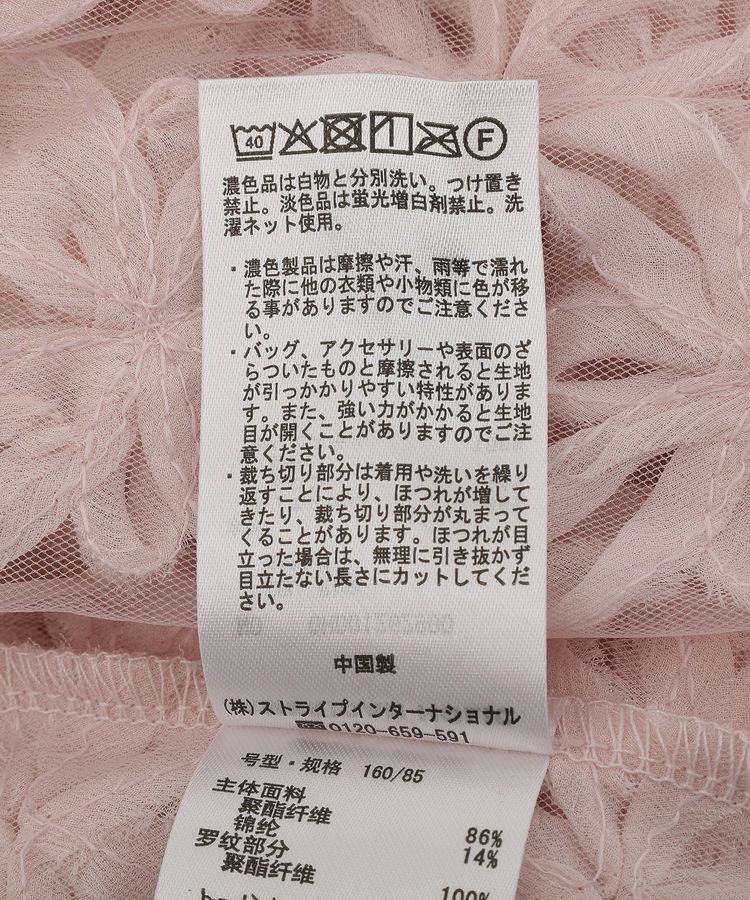 40 F
濃色品は白物と分別洗い。つけ置き
禁止。淡色品は蛍光増白剤禁止。洗
濯ネット使用。
・濃色製品は摩擦や汗、雨等で濡れ
た際に他の衣類や小物類に色が移
る事がありますのでご注意くださ
い。
・バッグ、アクセサリーや表面のざ
らついたものと摩擦されると生地
が引っかかりやすい特性がありま
す。また、強い力がかかると生地
目が開くことがありますのでご注
意ください。
・裁ち切り部分は着用や洗いを繰り
返すことにより、ほつれが増して
きたり、裁ち切り部分が丸まって
くることがあります。ほつれが目
立った場合は、無理に引き抜かず
目立たない長さにカットしてくだ
さい。
中国製
(株)ストライプインターナショナル
0120-659-591
号型·规格 160/85
主体面料
聚酯纤维 86%
锦纶 14%
罗纹部分
聚酯纤维 100%